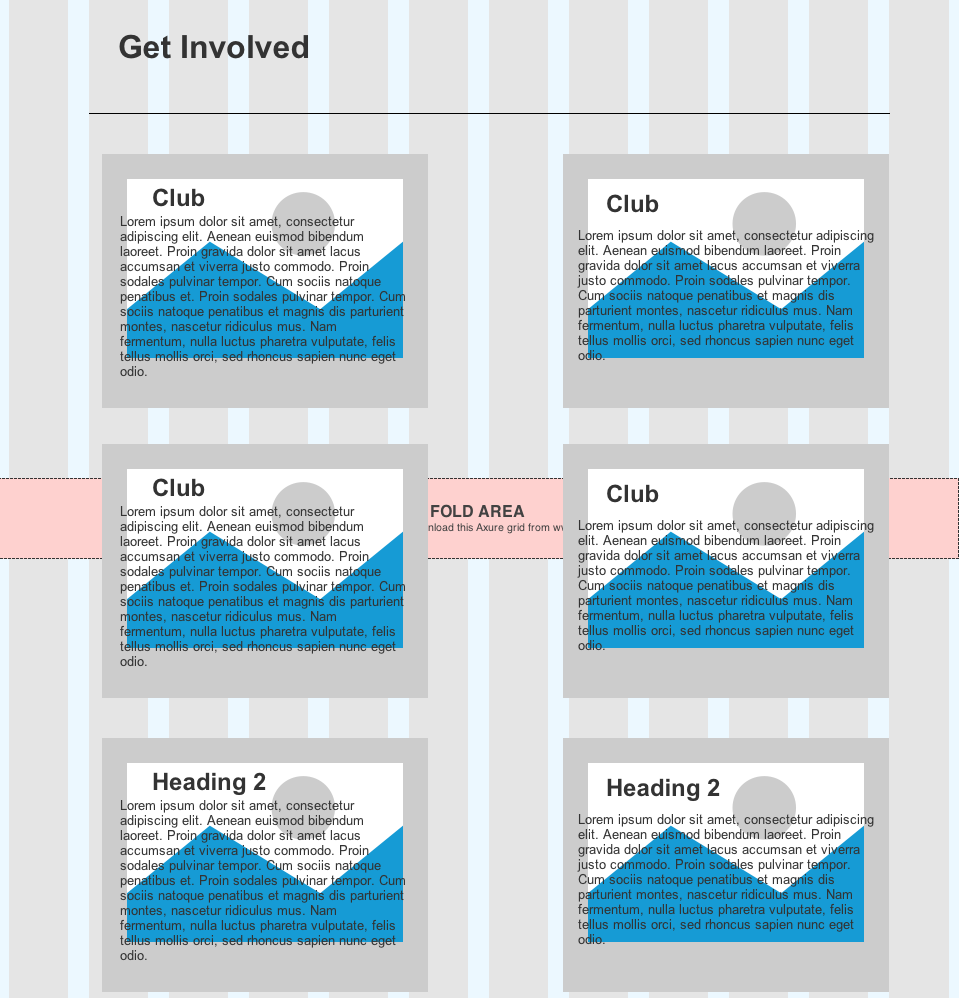 Get Involved
Club
Lorem ipsum dolor sit amet, consectetur
adipiscing elit. Aenean euismod bibendum
laoreet. Proin gravida dolor sit amet lacus
accumsan et viverra justo commodo. Proin
sodales pulvinar tempor. Cum sociis natoque
penatibus et. Proin sodales pulvinar tempor. Cum
sociis natoque penatibus et magnis dis parturient
montes, nascetur ridiculus mus. Nam
fermentum, nulla luctus pharetra vulputate, felis
tellus mollis orci, sed rhoncus sapien nunc eget
odio.
Club
Lorem ipsum dolor sit amet, consectetur adipiscing
elit. Aenean euismod bibendum laoreet. Proin
gravida dolor sit amet lacus accumsan et viverra
justo commodo. Proin sodales pulvinar tempor.
Cum sociis natoque penatibus et magnis dis
parturient montes, nascetur ridiculus mus. Nam
fermentum, nulla luctus pharetra vulputate, felis
tellus mollis orci, sed rhoncus sapien nunc eget
odio.
Club
Lorem ipsum dolor sit amet, consectetur
adipiscing elit. Aenean euismod bibendum
laoreet. Proin gravida dolor sit amet lacus
accumsan et viverra justo commodo. Proin
sodales pulvinar tempor. Cum sociis natoque
penatibus et. Proin sodales pulvinar tempor. Cum
sociis natoque penatibus et magnis dis parturient
montes, nascetur ridiculus mus. Nam
fermentum, nulla luctus pharetra vulputate, felis
tellus mollis orci, sed rhoncus sapien nunc eget
odio.
FOLD AREA
nload this Axure grid from
Club
Lorem ipsum dolor sit amet, consectetur adipiscing
elit. Aenean euismod bibendum laoreet. Proin
gravida dolor sit amet lacus accumsan et viverra
justo commodo. Proin sodales pulvinar tempor.
Cum sociis natoque penatibus et magnis dis
parturient montes, nascetur ridiculus mus. Nam
fermentum, nulla luctus pharetra vulputate, felis
tellus mollis orci, sed rhoncus sapien nunc eget
odio.
Heading 2
Lorem ipsum dolor sit amet, consectetur
adipiscing elit. Aenean euismod bibendum
laoreet. Proin gravida dolor sit amet lacus
accumsan et viverra justo commodo. Proin
sodales pulvinar tempor. Cum sociis natoque
penatibus et. Proin sodales pulvinar tempor. Cum
sociis natoque penatibus et magnis dis parturient
montes, nascetur ridiculus mus. Nam
fermentum, nulla luctus pharetra vulputate, felis
tellus mollis orci, sed rhoncus sapien nunc eget
odio.
Heading 2
Lorem ipsum dolor sit amet, consectetur adipiscing
elit. Aenean euismod bibendum laoreet. Proin
gravida dolor sit amet lacus accumsan et viverra
justo commodo. Proin sodales pulvinar tempor.
Cum sociis natoque penatibus et magnis dis
parturient montes, nascetur ridiculus mus. Nam
fermentum, nulla luctus pharetra vulputate, felis
tellus mollis orci, sed rhoncus sapien nunc eget
odio.